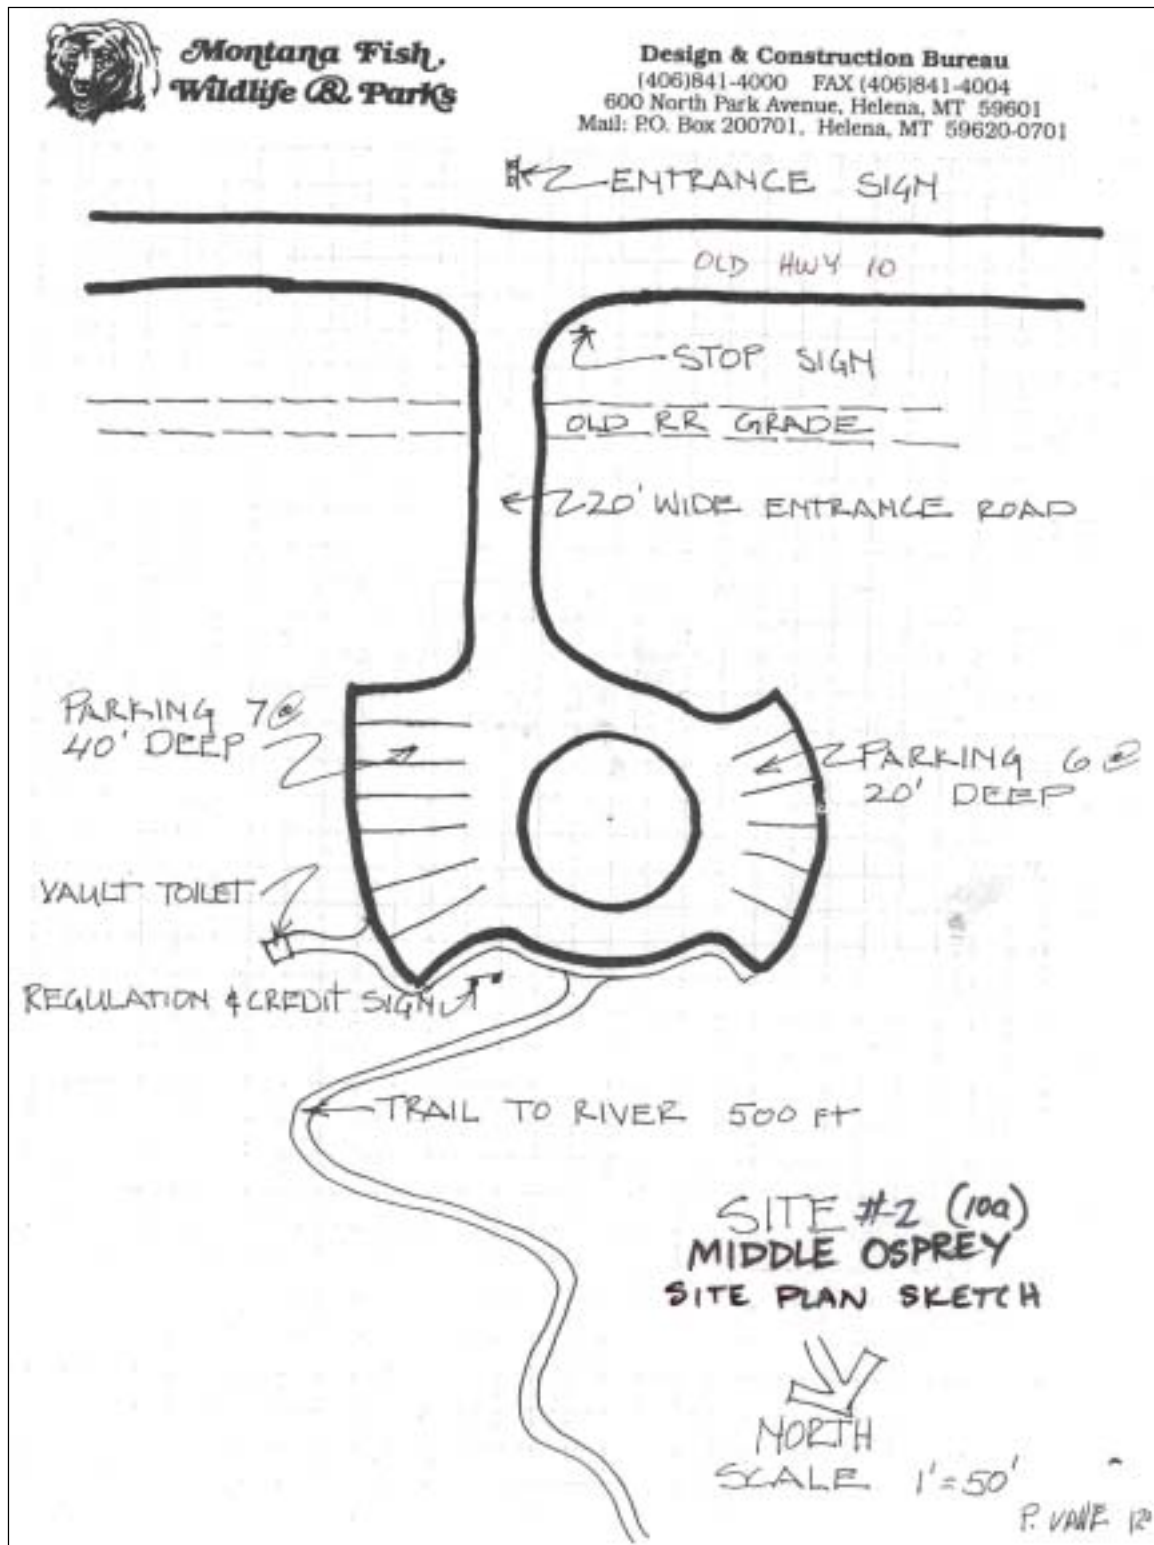 Montana Fish,
Wildlife & Parks
Design & Construction Bureau
(406)841-4000 FAX (406)841-4004
600 North Park Avenue, Helena, MT 59601
Mail: P.O. Box 200701, Helena, MT 59620-0701
ENTRANCE SIGN
OLD HWY 10
STOP SIGN
OLD RR GRADE
20' WIDE ENTRANCE ROAD
PARKING 7@
40' DEEP
PARKING 6@
20' DEEP
VAULT TOILET
REGULATION & CREDIT SIGN
TRAIL TO RIVER 500 FT
SITE #2 (10a)
MIDDLE OSPREY
SITE PLAN SKETCH
NORTH
SCALE 1'=50'
P. VANE